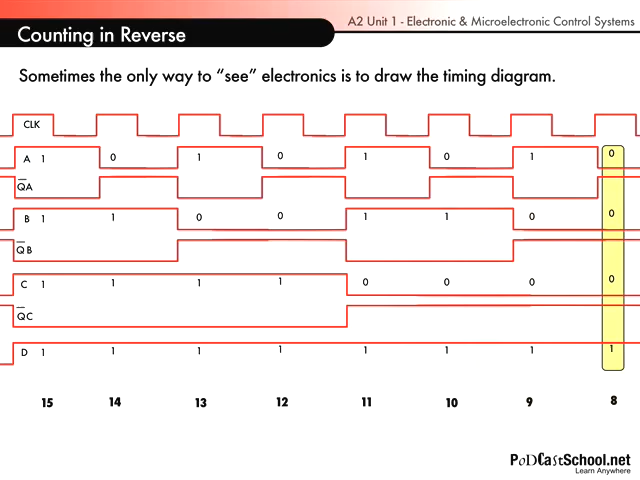 A2 Unit 1 - Electronic & Microelectronic Control Systems
Counting in Reverse
Sometimes the only way to “see” electronics is to draw the timing diagram.
CLK
A 1 0 1 0 1 0 1 0
Q̅A
B 1 1 0 0 1 1 0 0
Q̅B
C 1 1 1 1 0 0 0 0
Q̅C
D 1 1 1 1 1 1 1 1
15 14 13 12 11 10 9 8
PoDCastSchool.net
Learn Anywhere